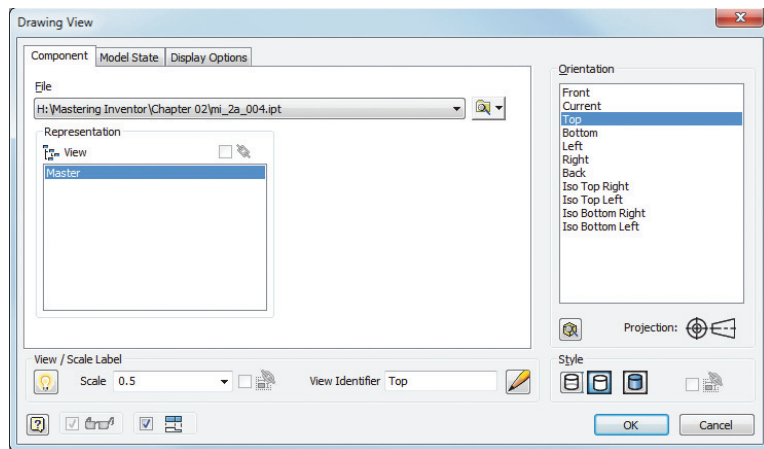 Drawing View
Component Model State Display Options
File
H:\Mastering Inventor\Chapter 02\mi_2a_004.ipt
Representation
View
Master
Orientation
Front
Current
Top
Bottom
Left
Right
Back
Iso Top Right
Iso Top Left
Iso Bottom Right
Iso Bottom Left
Projection:
View / Scale Label
Scale 0.5 View Identifier Top
Style
OK Cancel